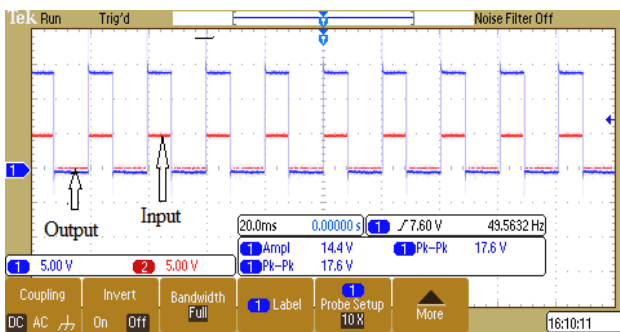 Tek Run Trig'd Noise Filter Off
T
1
Output
Input
20.0ms 0.00000 s 1 7.60 V 49.5632 Hz
1 Ampl 14.4 V 1 Pk-Pk 17.6 V
1 Pk-Pk 17.6 V
1 5.00 V 2 5.00 V
Coupling Invert Bandwidth Full 1 Label 1 Probe Setup 10 X More
DC AC On Off
16:10:11